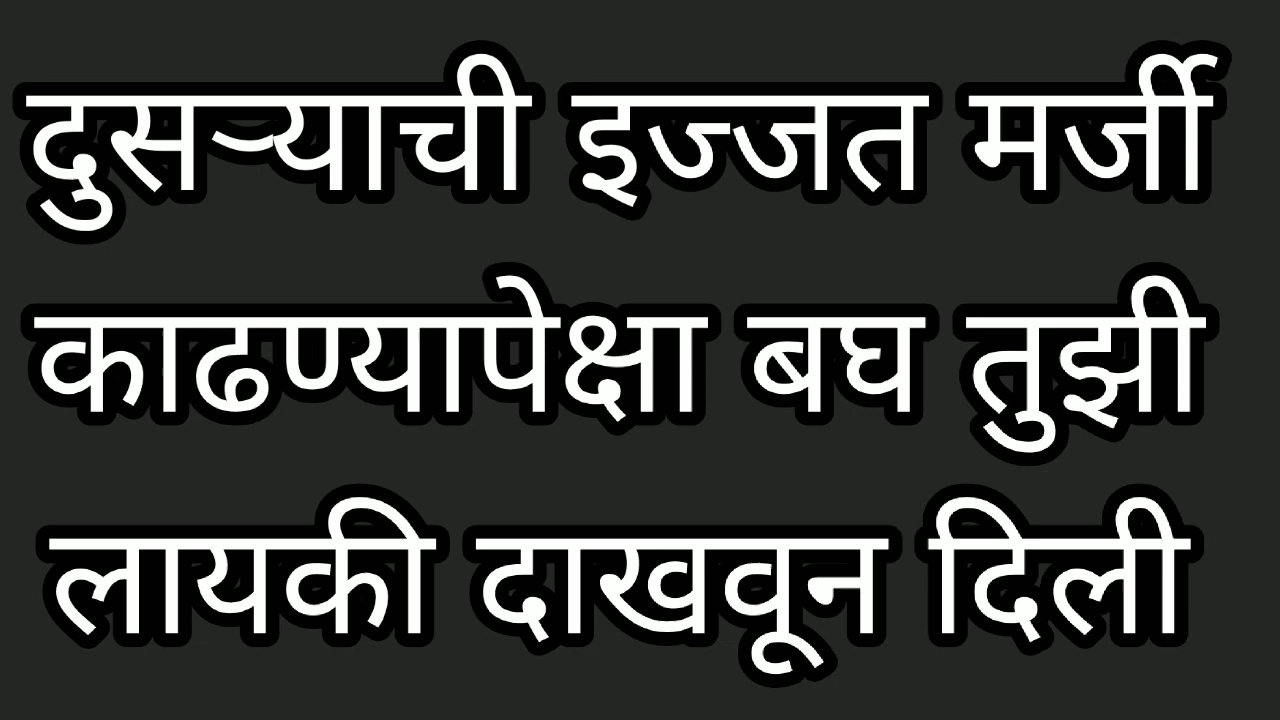 दुसऱ्याची इज्जत मर्जी
काढण्यापेक्षा बघ तुझी
लायकी दाखवून दिली